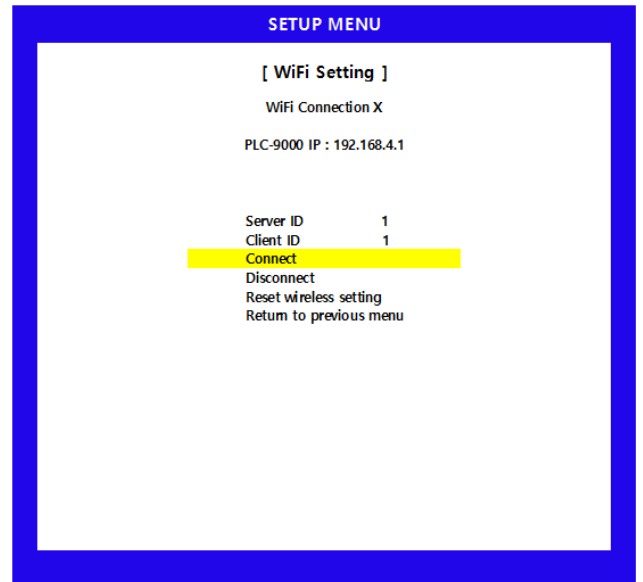 SETUP MENU
[ WiFi Setting ]
WiFi Connection X
PLC-9000 IP : 192.168.4.1
Server ID 1
Client ID 1
Connect
Disconnect
Reset wireless setting
Return to previous menu